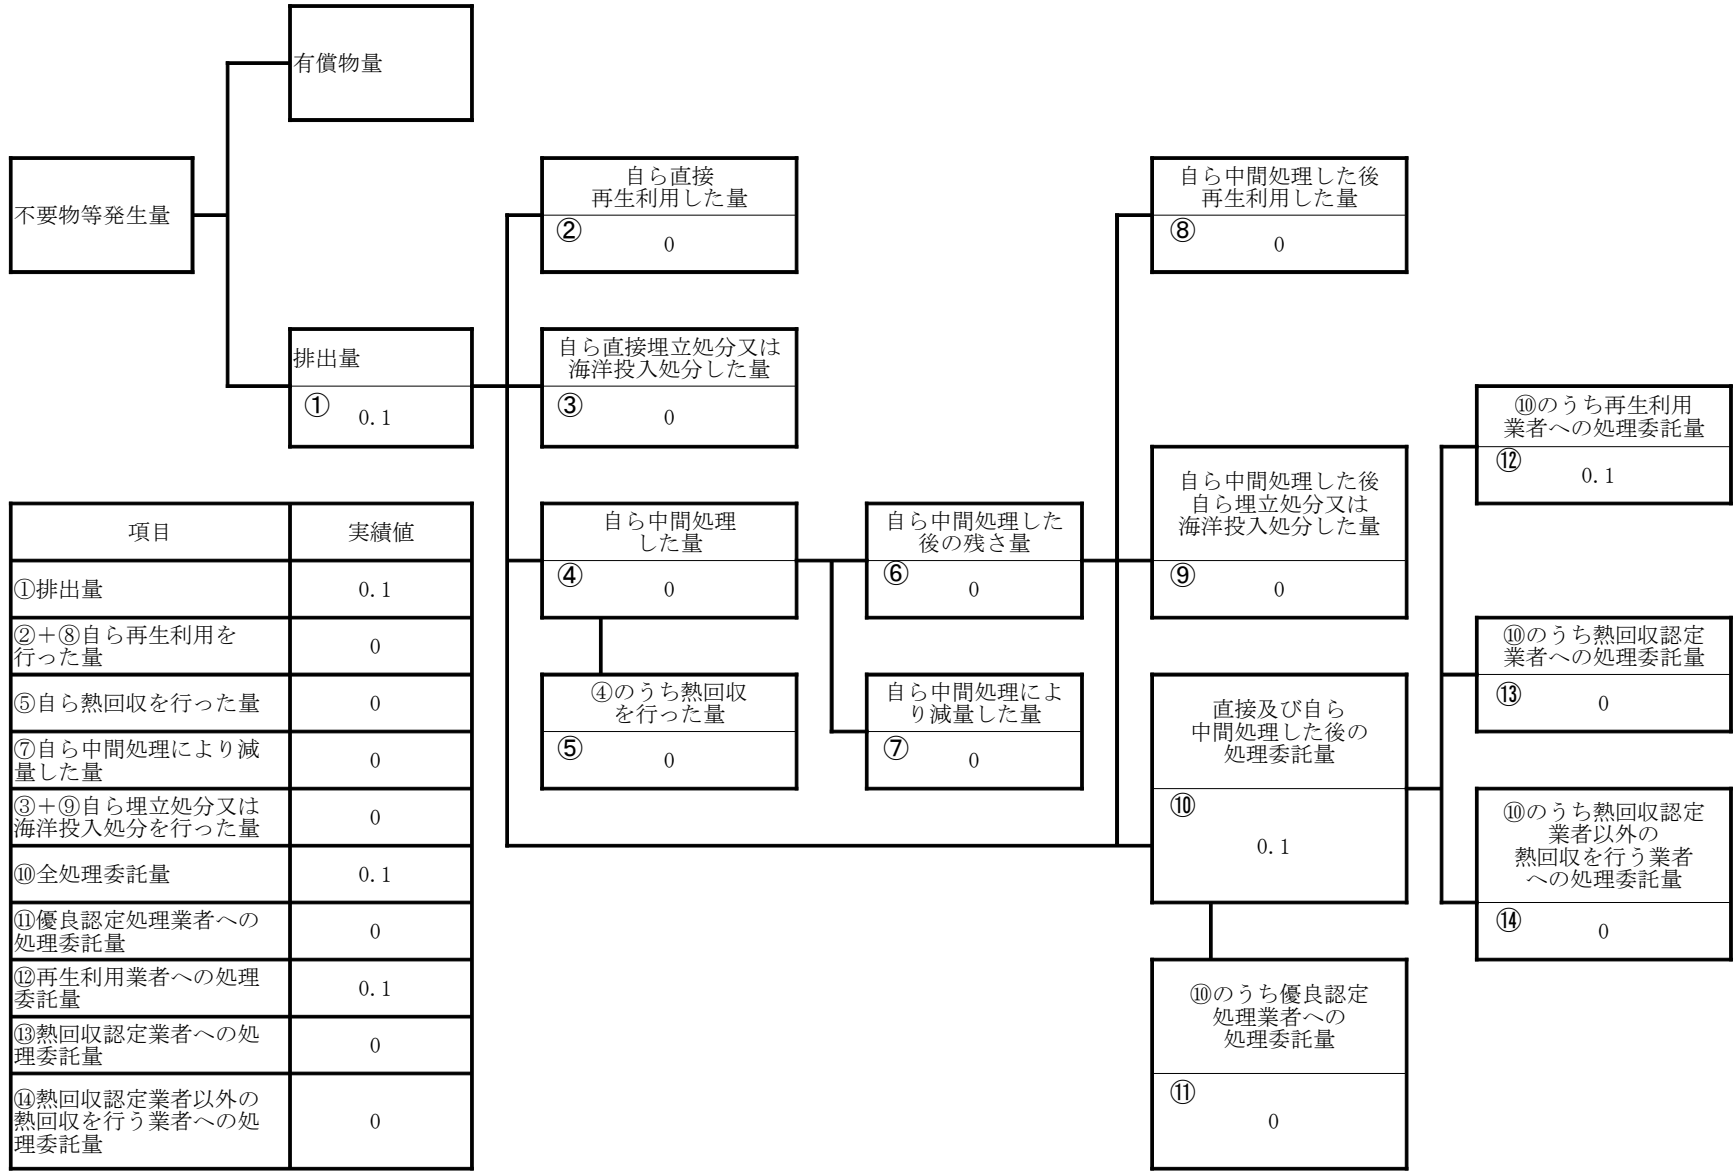 有償物量
不要物等発生量
自ら直接
再生利用した量
②
0
自ら中間処理した後
再生利用した量
⑧
0
排出量
①
0.1
自ら直接埋立処分又は
海洋投入処分した量
③
0
⑩のうち再生利用
業者への処理委託量
⑫
0.1
自ら中間処理
した量
④
0
自ら中間処理した
後の残さ量
⑥
0
自ら中間処理した後
自ら埋立処分又は
海洋投入処分した量
⑨
0
④のうち熱回収
を行った量
⑤
0
自ら中間処理によ
り減量した量
⑦
0
直接及び自ら
中間処理した後の
処理委託量
⑩
0.1
⑩のうち熱回収認定
業者への処理委託量
⑬
0
⑩のうち熱回収認定
業者以外の
熱回収を行う業者
への処理委託量
⑭
0
⑩のうち優良認定
処理業者への
処理委託量
⑪
0
項目 実績値
①排出量 0.1
②+⑧自ら再生利用を
行った量 0
⑤自ら熱回収を行った量 0
⑦自ら中間処理により減
量した量 0
③+⑨自ら埋立処分又は
海洋投入処分を行った量 0
⑩全処理委託量 0.1
⑪優良認定処理業者への
処理委託量 0
⑫再生利用業者への処理
委託量 0.1
⑬熱回収認定業者への処
理委託量 0
⑭熱回収認定業者以外の
熱回収を行う業者への処
理委託量 0